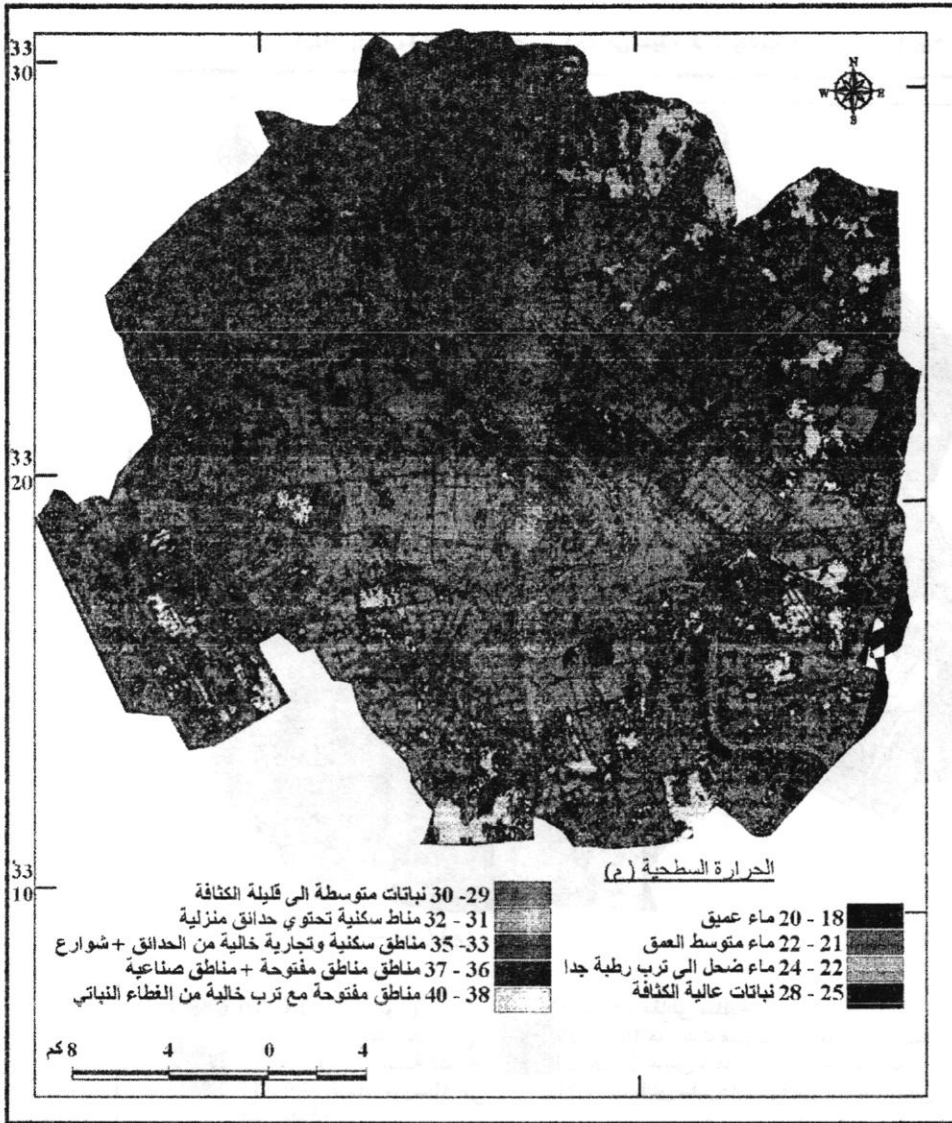 33
30
N
W E
S
33
20
33
10
الحرارة السطحية ( م )
18 - 20 ماء عميق
21 - 22 ماء متوسط العمق
22 - 24 ماء ضحل الى ترب رطبة جدا
25 - 28 نباتات عالية الكثافة
29- 30 نباتات متوسطة الى قليلة الكثافة
31 - 32 مناط سكنية تحتوي حدائق منزلية
33- 35 مناطق سكنية وتجارية خالية من الحدائق + شوارع
36 - 37 مناطق مناطق مفتوحة + مناطق صناعية
38 - 40 مناطق مفتوحة مع ترب خالية من الغطاء النباتي
4 0 4 8 كم